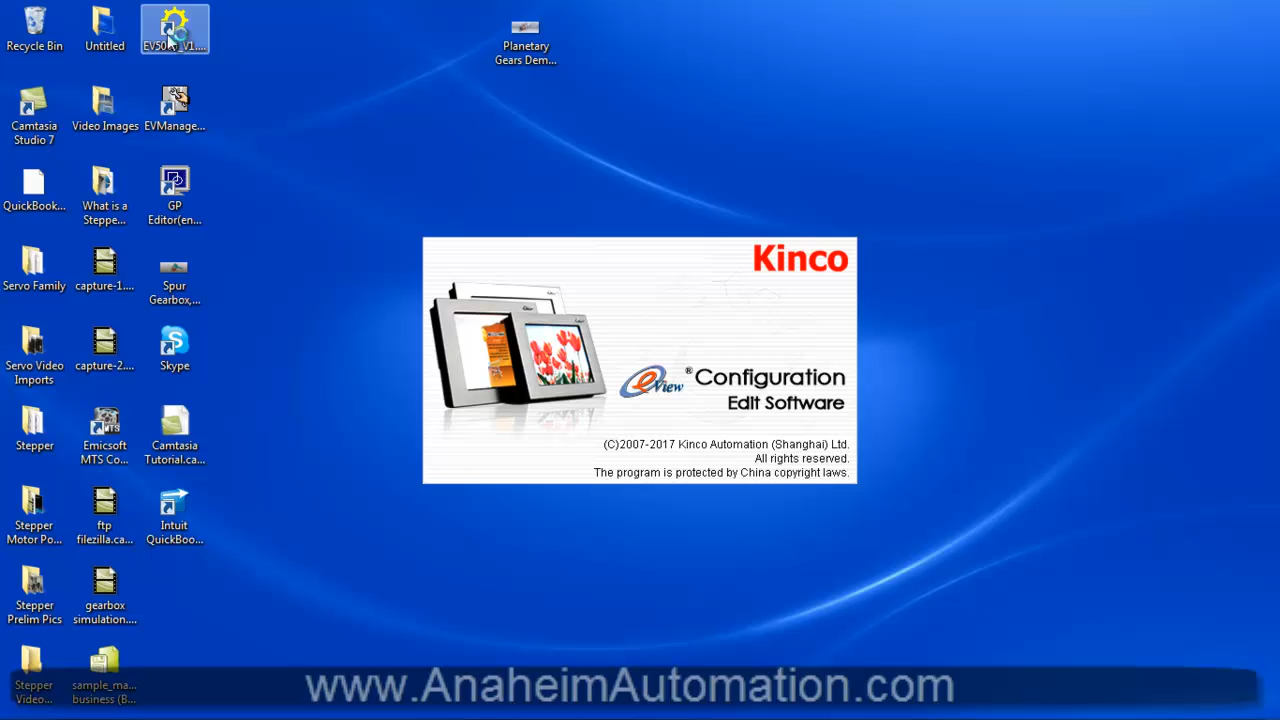 Recycle Bin
Untitled
Planetary
Gears Dem...
Camtasia
Studio 7
Video Images
EVManage...
QuickBook...
What is a
Steppe...
GP
Editor(en...
Servo Family
capture-1....
Spur
Gearbox,...
Servo Video
Imports
capture-2....
Skype
Stepper
Emicsoft
MTS Co...
Camtasia
Tutorial.ca...
Stepper
Motor Po...
ftp
filezilla.ca...
Intuit
QuickBoo...
Stepper
Prelim Pics
gearbox
simulation....
Stepper
Video...
sample_ma...
business (B...
Kinco
eView® Configuration
Edit Software
(C)2007-2017 Kinco Automation (Shanghai) Ltd.
All rights reserved.
The program is protected by China copyright laws.
www.AnaheimAutomation.com